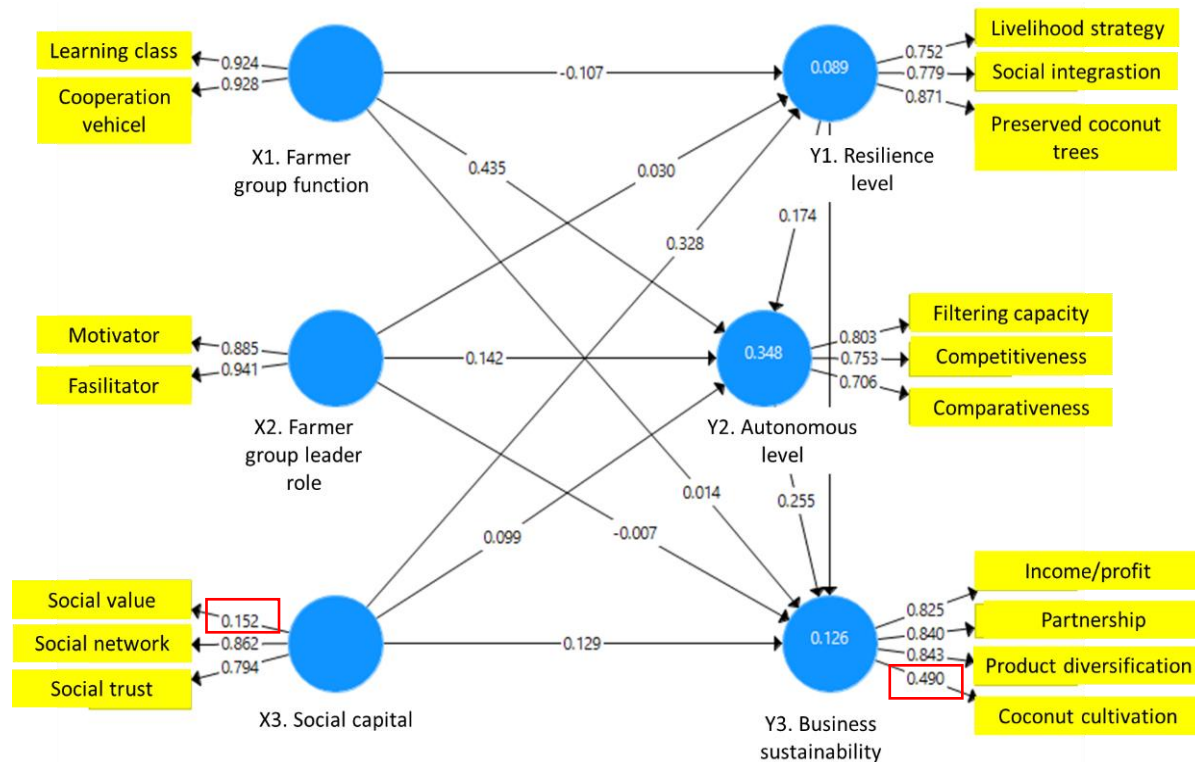 Learning class
0.924
0.928
Cooperation
vehicel
X1. Farmer
group function
-0.107
0.435
0.030
0.328
0.014
0.089
Y1. Resilience
level
0.752
0.779
0.871
Livelihood strategy
Social integrastion
Preserved coconut
trees
0.174
Motivator
0.885
0.941
Fasilitator
X2. Farmer
group leader
role
0.142
-0.007
0.348
Y2. Autonomous
level
0.803
0.753
0.706
Filtering capacity
Competitiveness
Comparativeness
0.255
Social value
0.152
Social network
0.862
0.794
Social trust
X3. Social capital
0.099
0.129
0.126
Y3. Business
sustainability
0.825
0.840
0.843
0.490
Income/profit
Partnership
Product diversification
Coconut cultivation